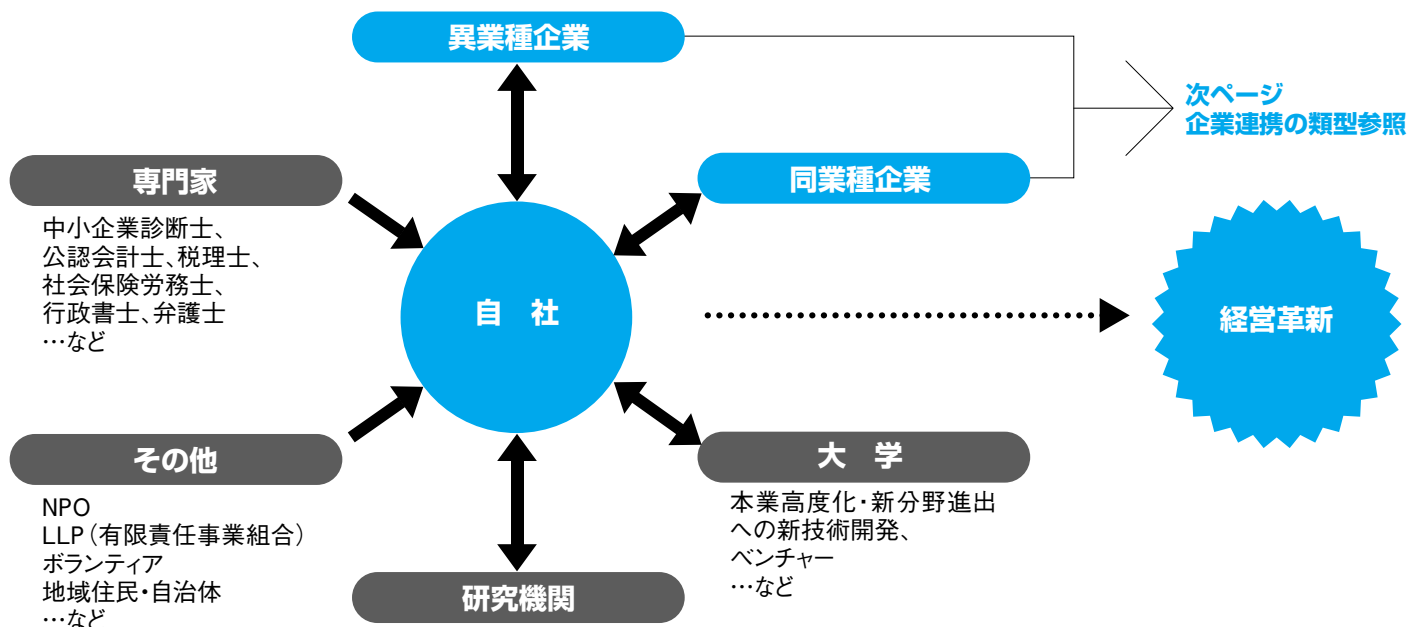 異業種企業
次ページ
企業連携の類型参照
専門家
中小企業診断士、
公認会計士、税理士、
社会保険労務士、
行政書士、弁護士
…など
同業種企業
自　社
経営革新
その他
NPO
LLP（有限責任事業組合）
ボランティア
地域住民・自治体
…など
大　学
本業高度化・新分野進出
への新技術開発、
ベンチャー
…など
研究機関